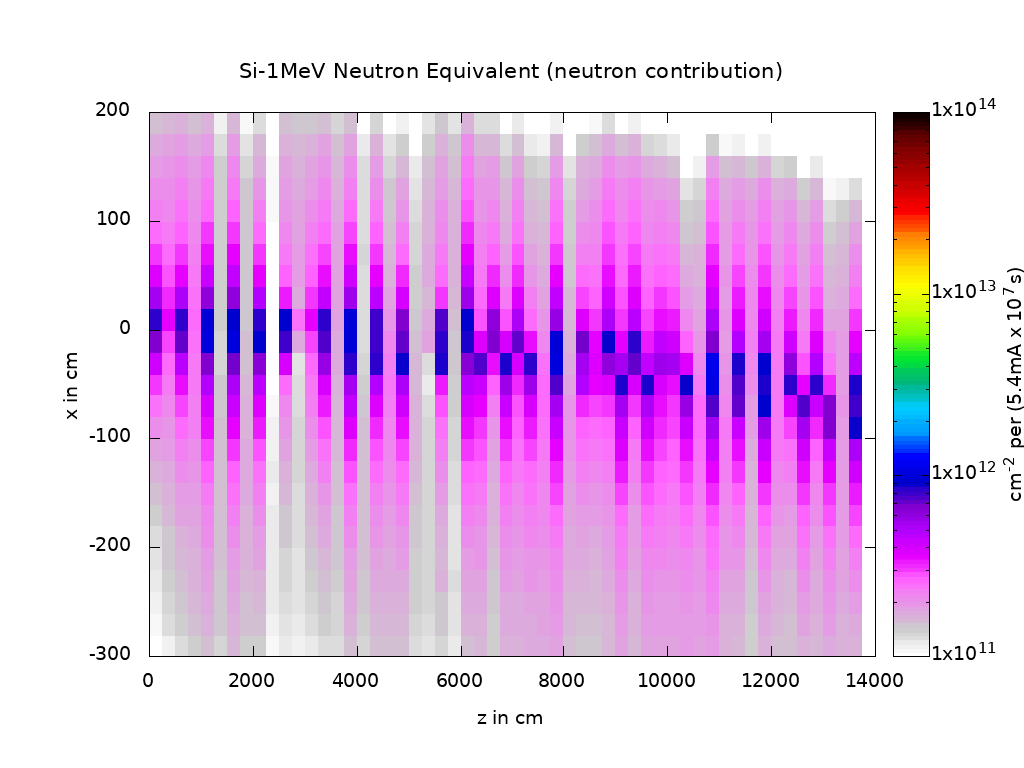 Si-1MeV Neutron Equivalent (neutron contribution)
200
100
0
-100
-200
-300
x in cm
0 2000 4000 6000 8000 10000 12000 14000
z in cm
1x10^14
1x10^13
1x10^12
1x10^11
cm^-2 per (5.4mA x 10^7 s)